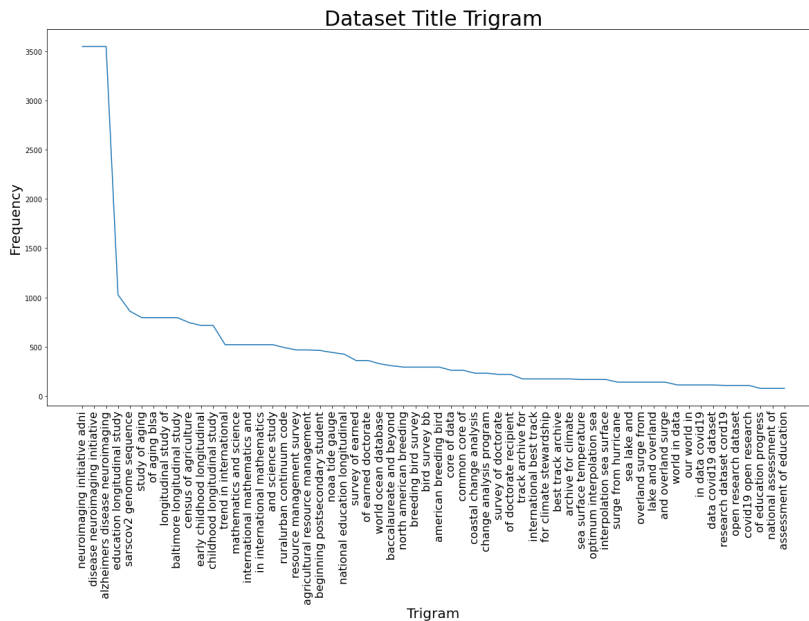 Dataset Title Trigram
Frequency
3500
3000
2500
2000
1500
1000
500
0
neuroimaging initiative adni
disease neuroimaging initiative
alzheimers disease neuroimaging
education longitudinal study
sarscov2 genome sequence
study of aging
of aging blsa
longitudinal study of
baltimore longitudinal study
census of agriculture
early childhood longitudinal
childhood longitudinal study
trend in international
mathematics and science
international mathematics and
in international mathematics
and science study
ruralurban continuum code
resource management survey
agricultural resource management
beginning postsecondary student
noaa tide gauge
national education longitudinal
survey of earned
of earned doctorate
world ocean database
baccalaureate and beyond
north american breeding
breeding bird survey
bird survey bb
american breeding bird
core of data
common core of
coastal change analysis
change analysis program
survey of doctorate
of doctorate recipient
track archive for
international best track
for climate stewardship
best track archive
archive for climate
sea surface temperature
optimum interpolation sea
interpolation sea surface
surge from hurricane
sea lake and
overland surge from
lake and overland
and overland surge
world in data
our world in
in data covid19
data covid19 dataset
research dataset cord19
open research dataset
covid19 open research
of education progress
national assessment of
assessment of education
Trigram